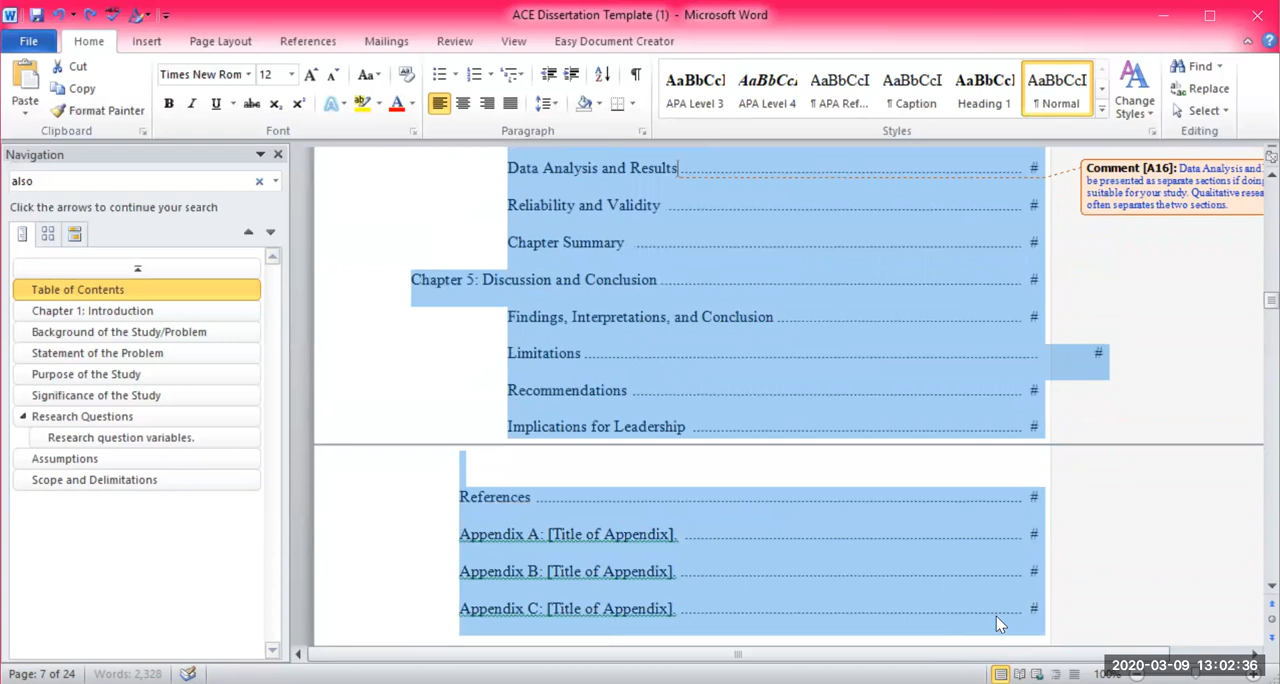 ACE Dissertation Template (1) - Microsoft Word
File Home Insert Page Layout References Mailings Review View Easy Document Creator
Paste
Cut
Copy
Format Painter
Clipboard
Times New Rom 12
B I U abc
Font
Paragraph
AaBbCcI AaBbCcI AaBbCcI AaBbCcI AaBbCcI AaBbCcI
APA Level 3 APA Level 4 ¶ APA Ref... ¶ Caption Heading 1 ¶ Normal
Styles
Change
Styles
Find
Replace
Select
Editing
Navigation
also
Click the arrows to continue your search
Table of Contents
Chapter 1: Introduction
Background of the Study/Problem
Statement of the Problem
Purpose of the Study
Significance of the Study
Research Questions
Research question variables.
Assumptions
Scope and Delimitations
Data Analysis and Results #
Reliability and Validity #
Chapter Summary #
Chapter 5: Discussion and Conclusion #
Findings, Interpretations, and Conclusion #
Limitations #
Recommendations #
Implications for Leadership #
References #
Appendix A: [Title of Appendix]. #
Appendix B: [Title of Appendix]. #
Appendix C: [Title of Appendix]. #
Comment [A16]: Data Analysis and
be presented as separate sections if doing
suitable for your study. Qualitative resea
often separates the two sections.
Page: 7 of 24 Words: 2,328
100%
2020-03-09 13:02:36